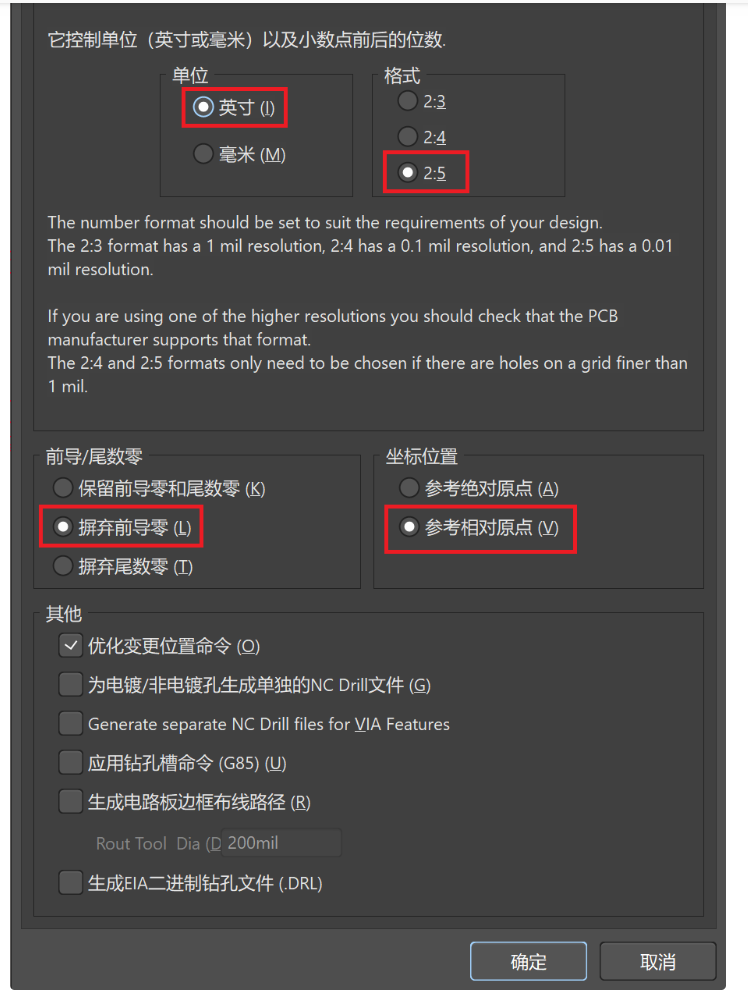 它控制单位（英寸或毫米）以及小数点前后的位数.
单位
格式
英寸 (I)
2:3
2:4
毫米 (M)
2:5
The number format should be set to suit the requirements of your design.
The 2:3 format has a 1 mil resolution, 2:4 has a 0.1 mil resolution, and 2:5 has a 0.01
mil resolution.
If you are using one of the higher resolutions you should check that the PCB
manufacturer supports that format.
The 2:4 and 2:5 formats only need to be chosen if there are holes on a grid finer than
1 mil.
前导/尾数零
坐标位置
保留前导零和尾数零 (K)
参考绝对原点 (A)
摒弃前导零 (L)
参考相对原点 (V)
摒弃尾数零 (T)
其他
优化变更位置命令 (O)
为电镀/非电镀孔生成单独的NC Drill文件 (G)
Generate separate NC Drill files for VIA Features
应用钻孔槽命令 (G85) (U)
生成电路板边框布线路径 (R)
Rout Tool Dia (D
200mil
生成EIA二进制钻孔文件 (.DRL)
确定
取消